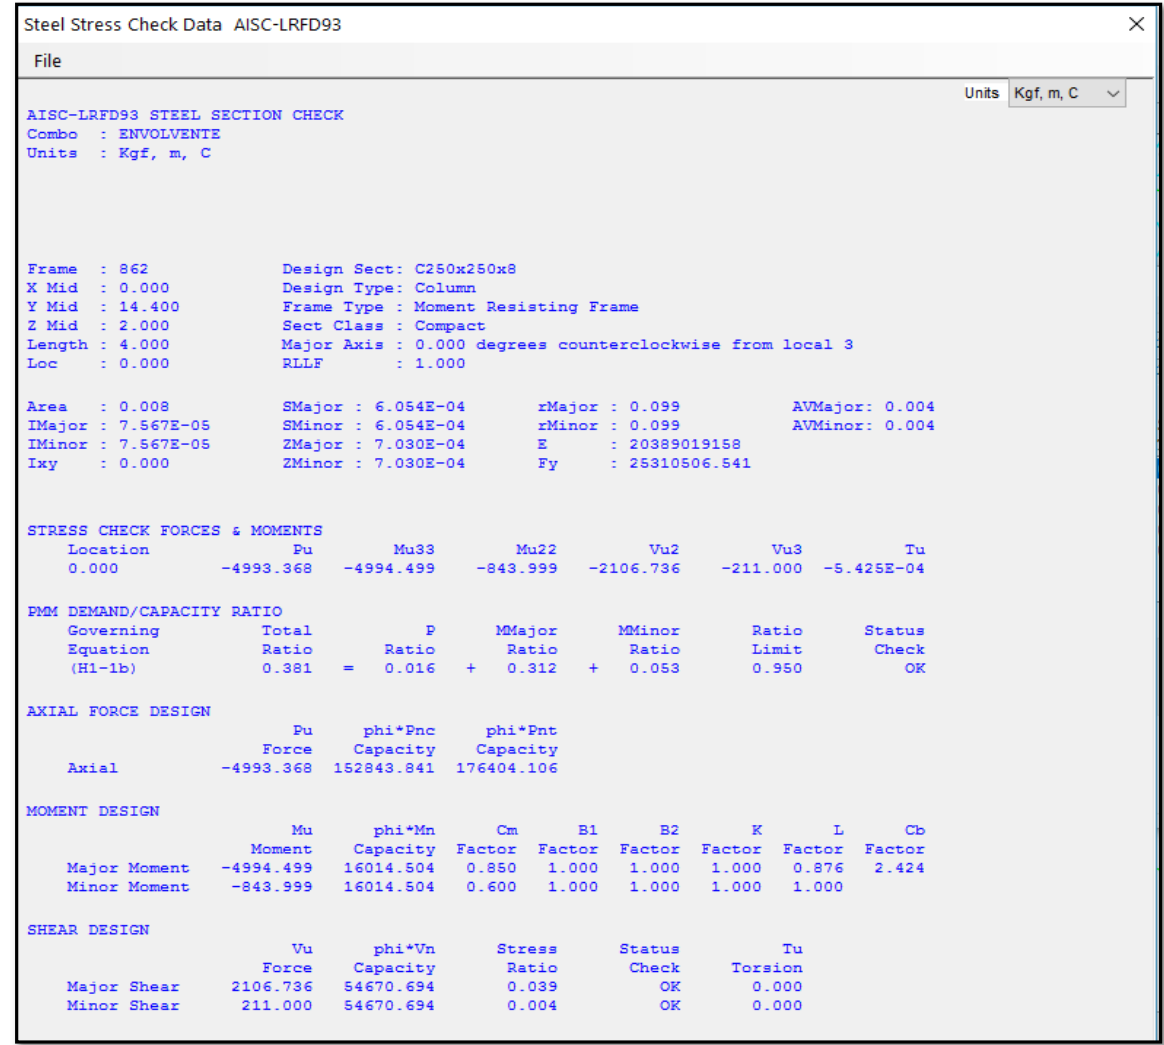 Steel Stress Check Data AISC-LRFD93
File
Units Kgf, m, C
AISC-LRFD93 STEEL SECTION CHECK
Combo : ENVOLVENTE
Units : Kgf, m, C
Frame : 862 Design Sect: C250x250x8
X Mid : 0.000 Design Type: Column
Y Mid : 14.400 Frame Type : Moment Resisting Frame
Z Mid : 2.000 Sect Class : Compact
Length : 4.000 Major Axis : 0.000 degrees counterclockwise from local 3
Loc : 0.000 RLLF : 1.000
Area : 0.008 SMajor : 6.054E-04 rMajor : 0.099 AVMajor: 0.004
IMajor : 7.567E-05 SMinor : 6.054E-04 rMinor : 0.099 AVMinor: 0.004
IMinor : 7.567E-05 ZMajor : 7.030E-04 E : 20389019158
Ixy : 0.000 ZMinor : 7.030E-04 Fy : 25310506.541
STRESS CHECK FORCES & MOMENTS
Location Pu Mu33 Mu22 Vu2 Vu3 Tu
0.000 -4993.368 -4994.499 -843.999 -2106.736 -211.000 -5.425E-04
PMM DEMAND/CAPACITY RATIO
Governing Total P MMajor MMinor Ratio Status
Equation Ratio Ratio Ratio Ratio Limit Check
(H1-1b) 0.381 = 0.016 + 0.312 + 0.053 0.950 OK
AXIAL FORCE DESIGN
Pu phi*Pnc phi*Pnt
Force Capacity Capacity
Axial -4993.368 152843.841 176404.106
MOMENT DESIGN
Mu phi*Mn Cm B1 B2 K L Cb
Moment Capacity Factor Factor Factor Factor Factor Factor
Major Moment -4994.499 16014.504 0.850 1.000 1.000 1.000 0.876 2.424
Minor Moment -843.999 16014.504 0.600 1.000 1.000 1.000 1.000
SHEAR DESIGN
Vu phi*Vn Stress Status Tu
Force Capacity Ratio Check Torsion
Major Shear 2106.736 54670.694 0.039 OK 0.000
Minor Shear 211.000 54670.694 0.004 OK 0.000